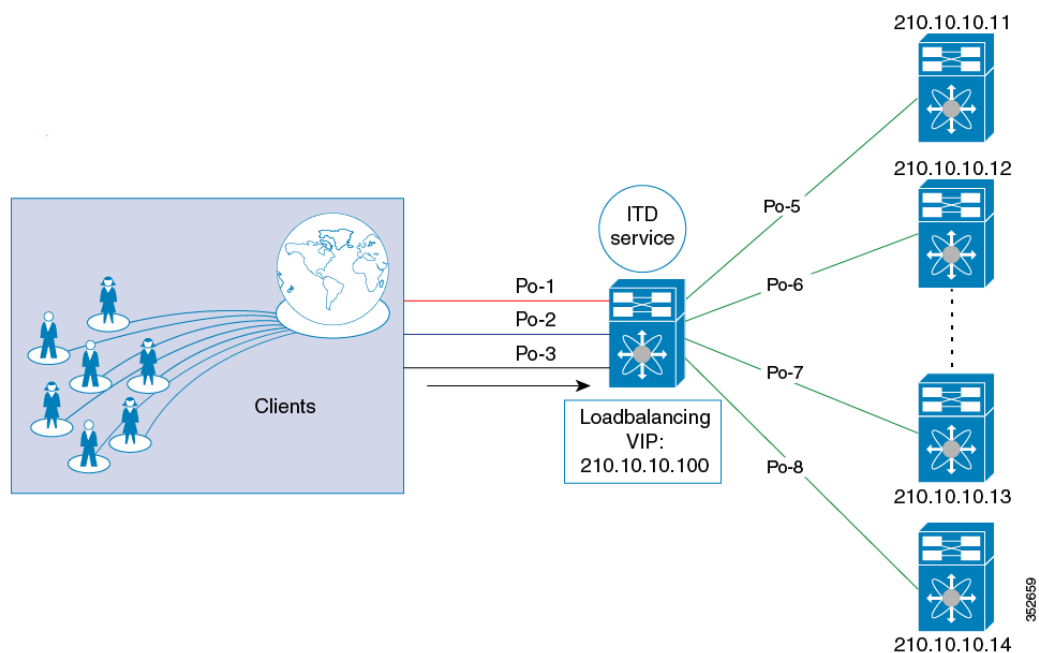 210.10.10.11
210.10.10.12
Po-5
ITD
service
Po-6
Po-1
Po-2
Po-3
Po-7
Clients
Loadbalancing
VIP:
210.10.10.100
Po-8
210.10.10.13
210.10.10.14
352659